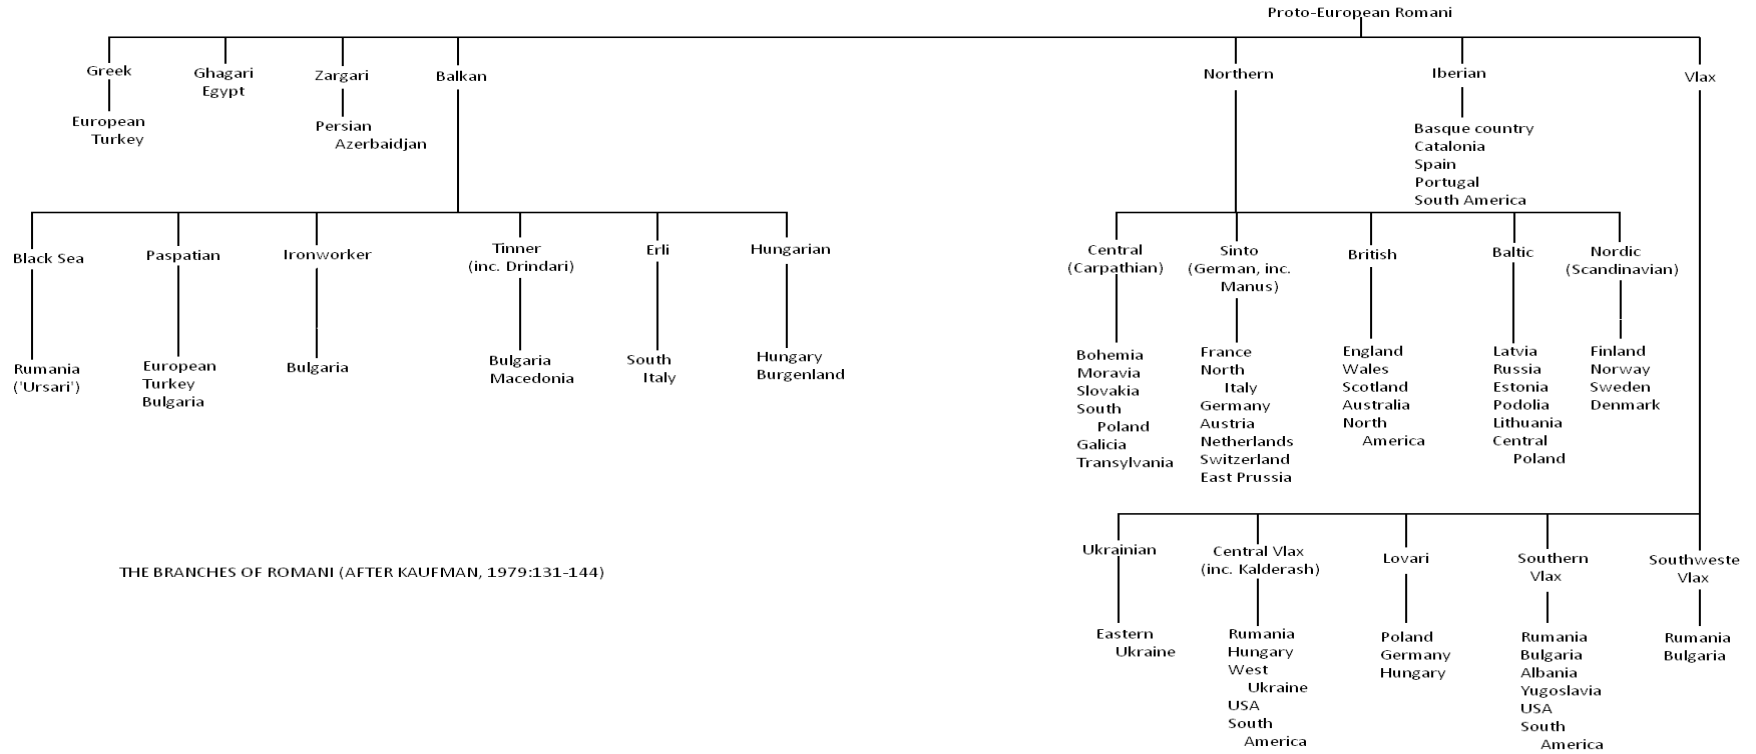 Proto-European Romani
Greek
European
Turkey
Ghagari
Egypt
Zargari
Persian
Azerbaidjan
Balkan
Northern
Iberian
Basque country
Catalonia
Spain
Portugal
South America
Vlax
Black Sea
Rumania
('Ursari')
Paspatian
European
Turkey
Bulgaria
Ironworker
Bulgaria
Tinner
(inc. Drindari)
Bulgaria
Macedonia
Erli
South
Italy
Hungarian
Hungary
Burgenland
Central
(Carpathian)
Bohemia
Moravia
Slovakia
South
Poland
Galicia
Transylvania
Sinto
(German, inc.
Manus)
France
North
Italy
Germany
Austria
Netherlands
Switzerland
East Prussia
British
England
Wales
Scotland
Australia
North
America
Baltic
Latvia
Russia
Estonia
Podolia
Lithuania
Central
Poland
Nordic
(Scandinavian)
Finland
Norway
Sweden
Denmark
Ukrainian
Eastern
Ukraine
Central Vlax
(inc. Kalderash)
Rumania
Hungary
West
Ukraine
USA
South
America
Lovari
Poland
Germany
Hungary
Southern
Vlax
Rumania
Bulgaria
Albania
Yugoslavia
USA
South
America
Southweste
Vlax
Rumania
Bulgaria
THE BRANCHES OF ROMANI (AFTER KAUFMAN, 1979:131-144)